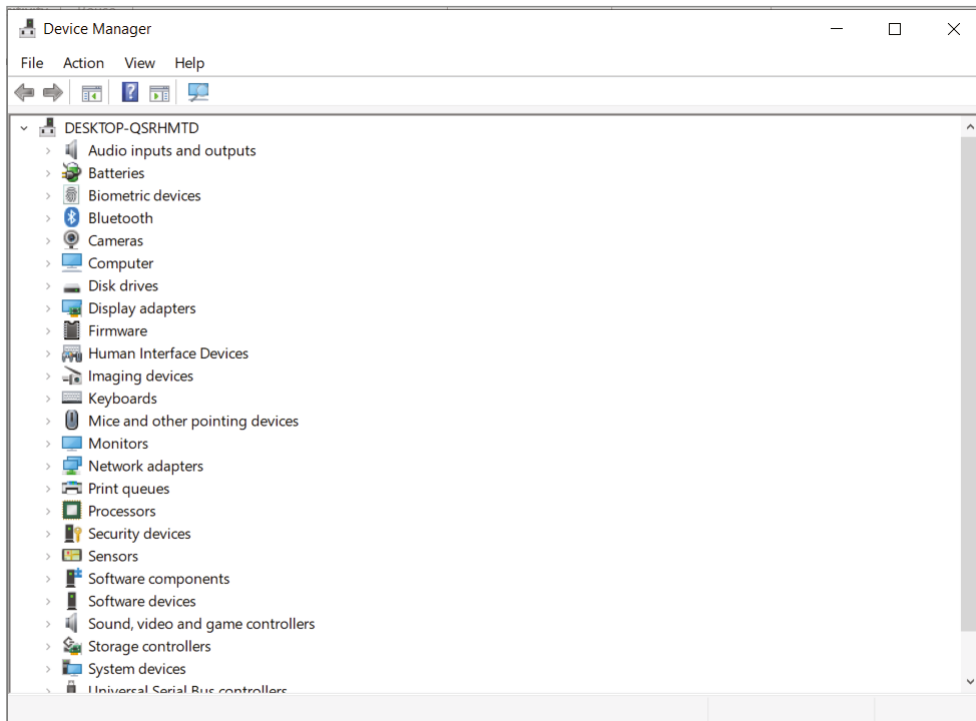 Device Manager
File Action View Help
DESKTOP-QSRHMTD
Audio inputs and outputs
Batteries
Biometric devices
Bluetooth
Cameras
Computer
Disk drives
Display adapters
Firmware
Human Interface Devices
Imaging devices
Keyboards
Mice and other pointing devices
Monitors
Network adapters
Print queues
Processors
Security devices
Sensors
Software components
Software devices
Sound, video and game controllers
Storage controllers
System devices
Universal Serial Bus controllers